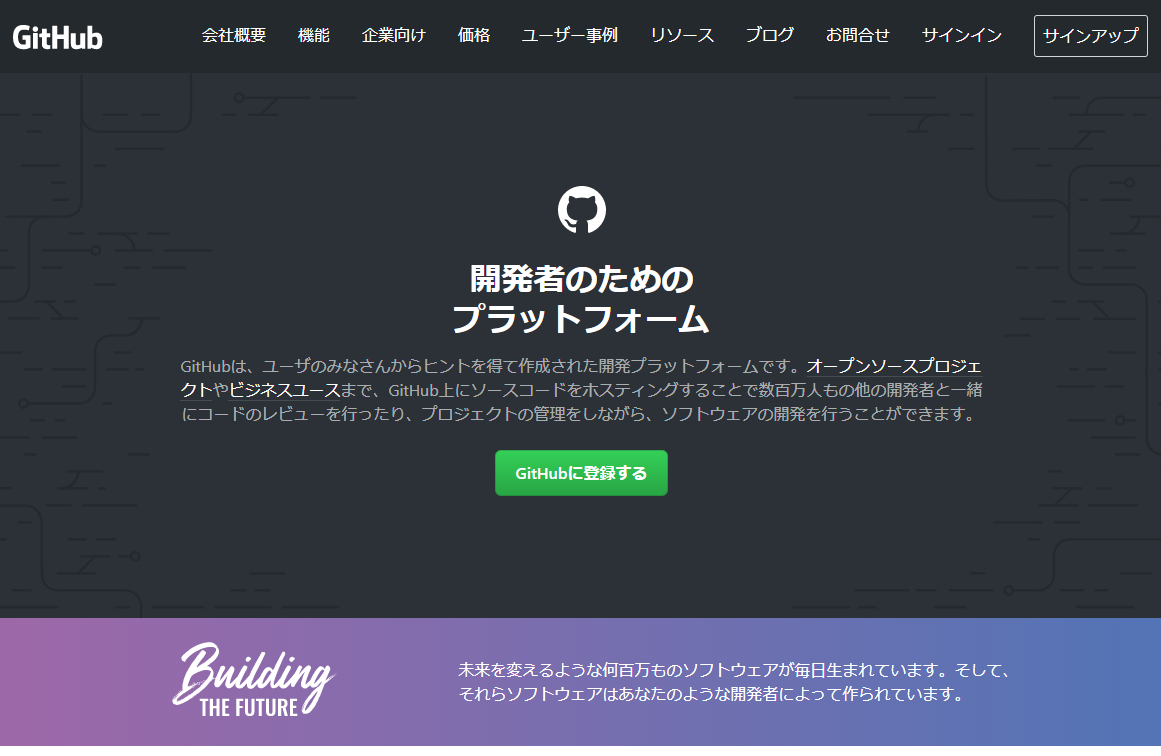 GitHub 会社概要 機能 企業向け 価格 ユーザー事例 リソース ブログ お問合せ サインイン サインアップ
開発者のための
プラットフォーム
GitHubは、ユーザのみなさんからヒントを得て作成された開発プラットフォームです。オープンソースプロジェ
クトやビジネスユースまで、GitHub上にソースコードをホスティングすることで数百万人もの他の開発者と一緒
にコードのレビューを行ったり、プロジェクトの管理をしながら、ソフトウェアの開発を行うことができます。
GitHubに登録する
Building
THE FUTURE
未来を変えるような何百万ものソフトウェアが毎日生まれています。そして、
それらソフトウェアはあなたのような開発者によって作られています。